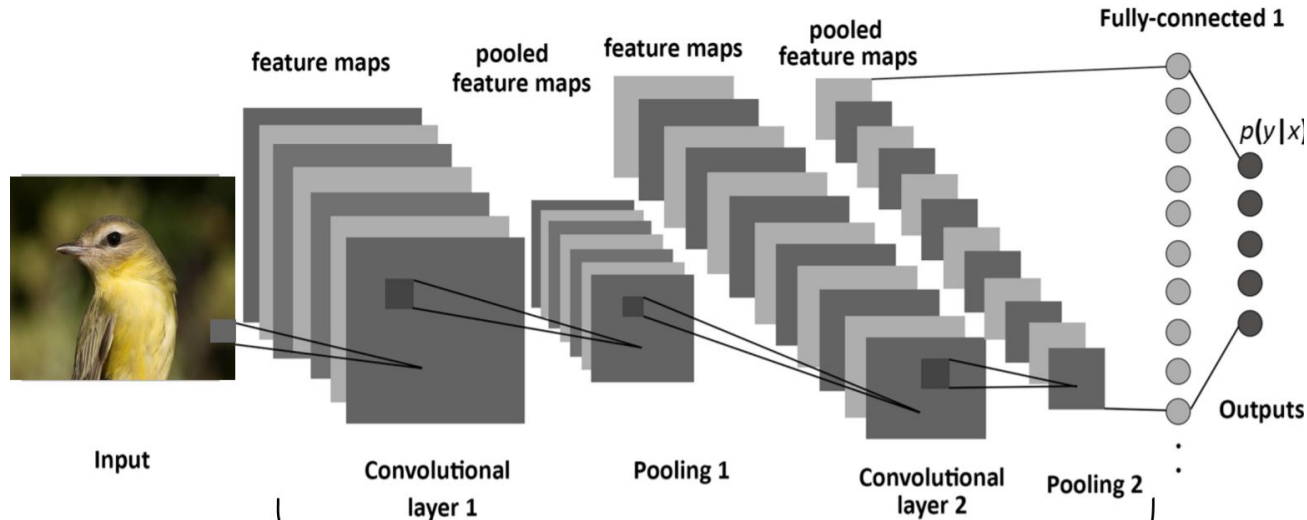 Fully-connected 1
pooled
feature maps
feature maps
pooled
feature maps
feature maps
p(y|x)
Outputs
Input
Convolutional
layer 1
Pooling 1
Convolutional
layer 2
Pooling 2